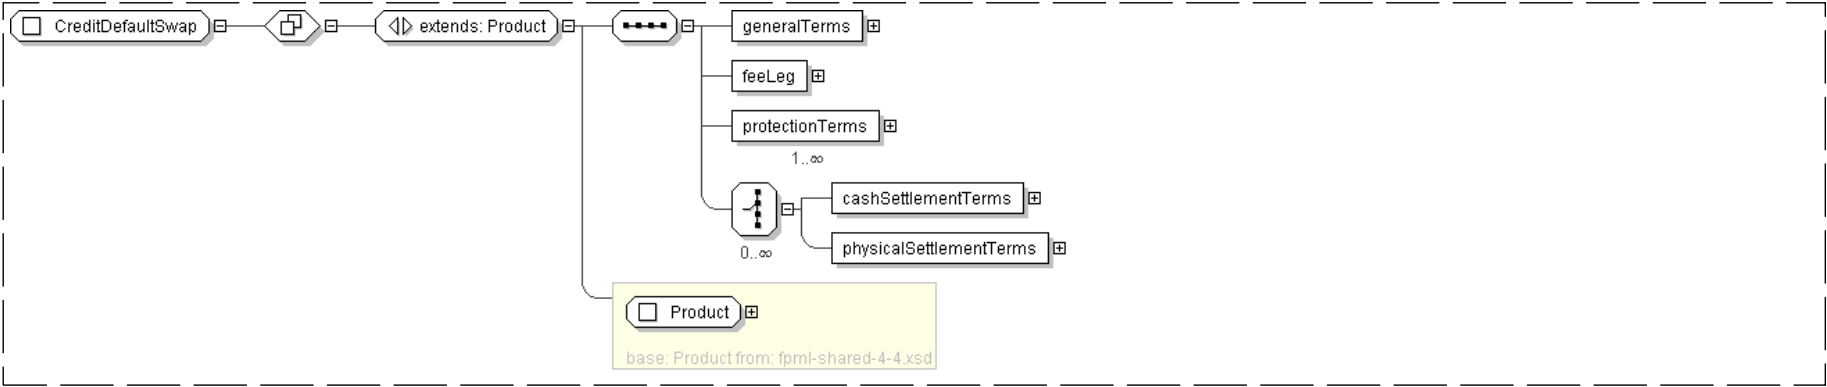 CreditDefaultSwap
extends: Product
generalTerms
feeLeg
protectionTerms
1..∞
cashSettlementTerms
0..∞
physicalSettlementTerms
Product
base: Product from: fpml-shared-4-4.xsd